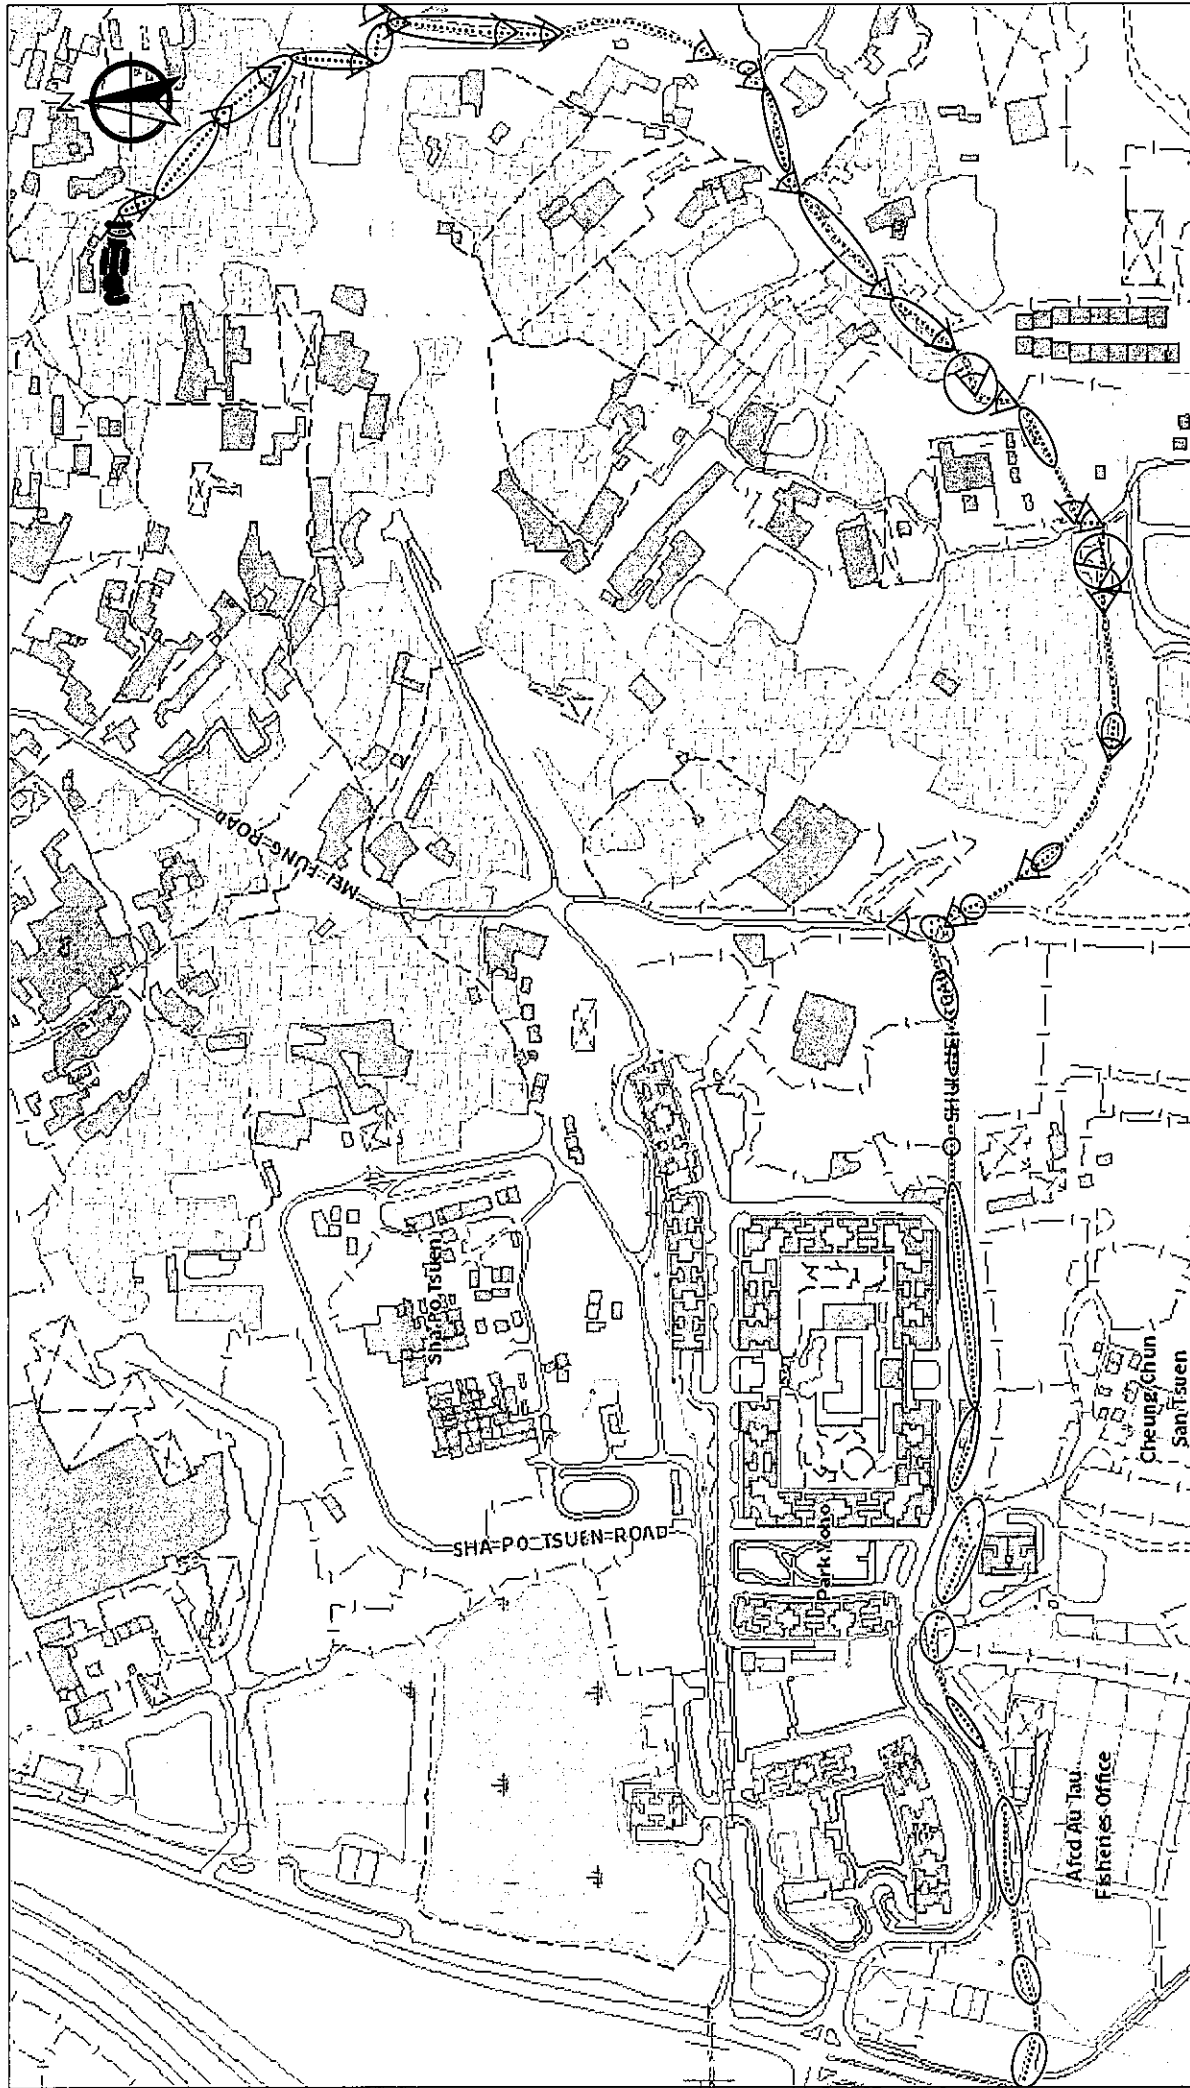 N
MEI FUNG ROAD
Sha Po Tsuen
SHA PO TSUEN ROAD
Park Yoho
Cheung Chun
San Tsuen
Afcd Au Tau
Fisheries Office